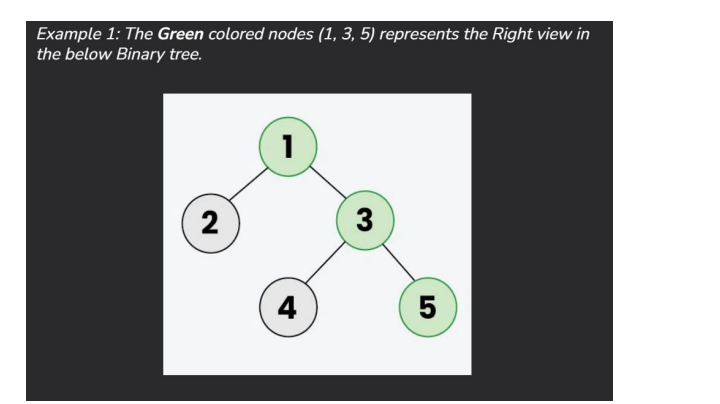 Example 1: The Green colored nodes (1, 3, 5) represents the Right view in
the below Binary tree.
1
2
3
4
5